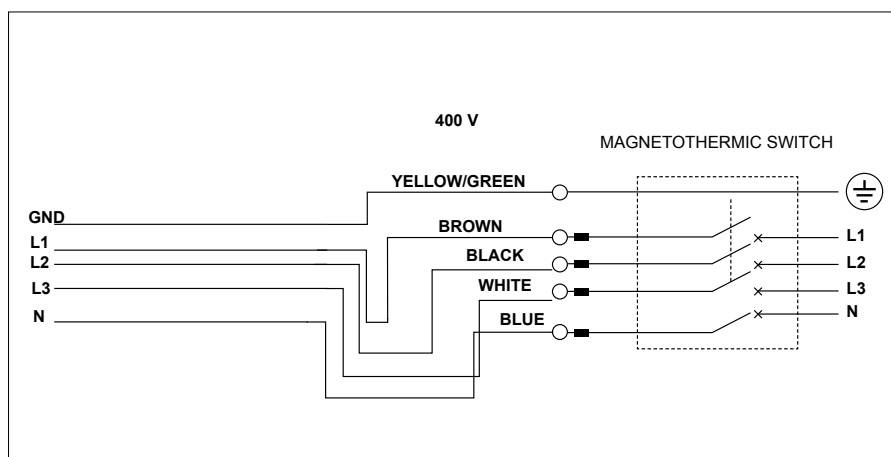 400 V
MAGNETOTHERMIC SWITCH
YELLOW/GREEN
GND
BROWN
L1
L1
BLACK
L2
L2
WHITE
L3
L3
N
BLUE
N